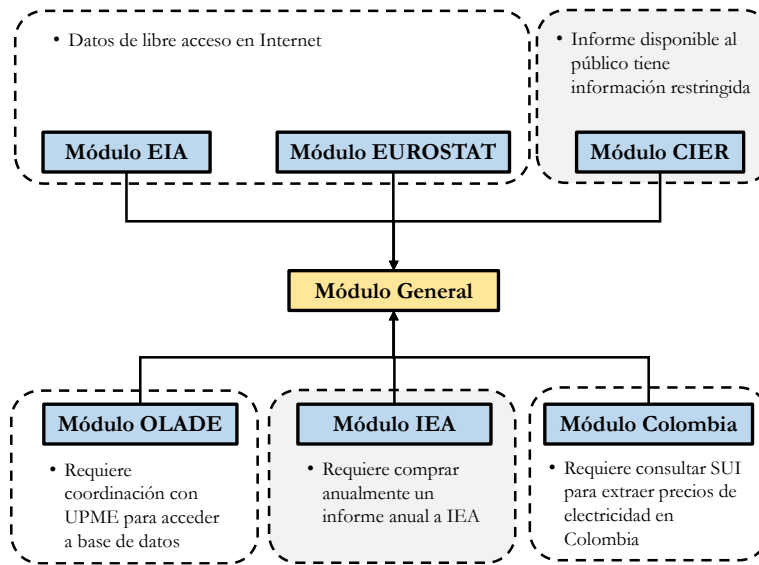 • Datos de libre acceso en Internet
• Informe disponible al
público tiene
información restringida
Módulo EIA
Módulo EUROSTAT
Módulo CIER
Módulo General
Módulo OLADE
Módulo IEA
Módulo Colombia
• Requiere
coordinación con
UPME para acceder
a base de datos
• Requiere comprar
anualmente un
informe anual a IEA
• Requiere consultar SUI
para extraer precios de
electricidad en
Colombia